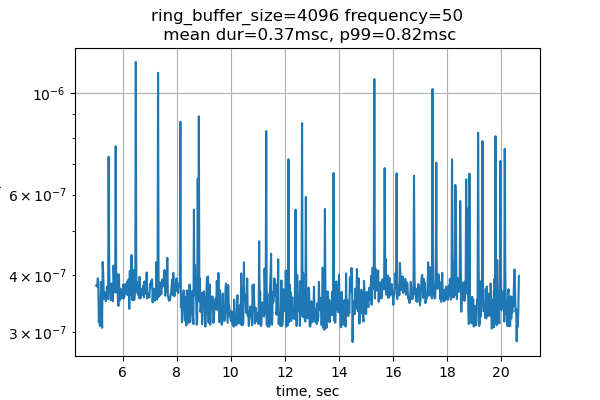 ring_buffer_size=4096 frequency=50
mean dur=0.37msc, p99=0.82msc
10⁻⁶
6 × 10⁻⁷
4 × 10⁻⁷
3 × 10⁻⁷
6 8 10 12 14 16 18 20
time, sec